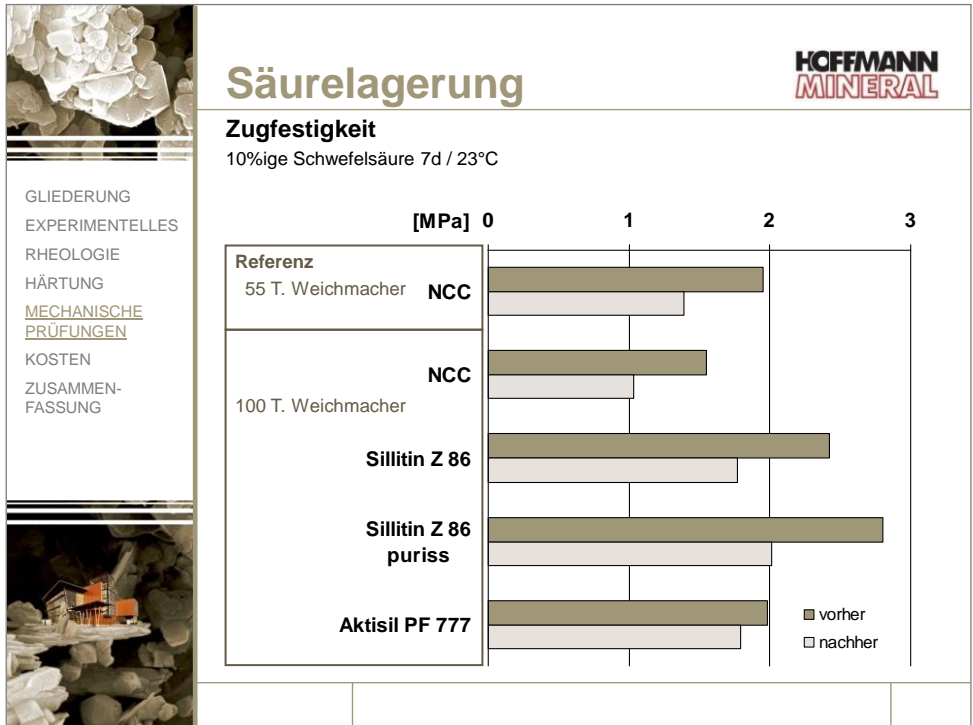 Säurelagerung
HOFFMANN
MINERAL
Zugfestigkeit
10%ige Schwefelsäure 7d / 23°C
GLIEDERUNG
EXPERIMENTELLES
RHEOLOGIE
HÄRTUNG
MECHANISCHE
PRÜFUNGEN
KOSTEN
ZUSAMMEN-
FASSUNG
[MPa] 0 1 2 3
Referenz
55 T. Weichmacher NCC
NCC
100 T. Weichmacher
Sillitin Z 86
Sillitin Z 86
puriss
Aktisil PF 777
vorher
nachher